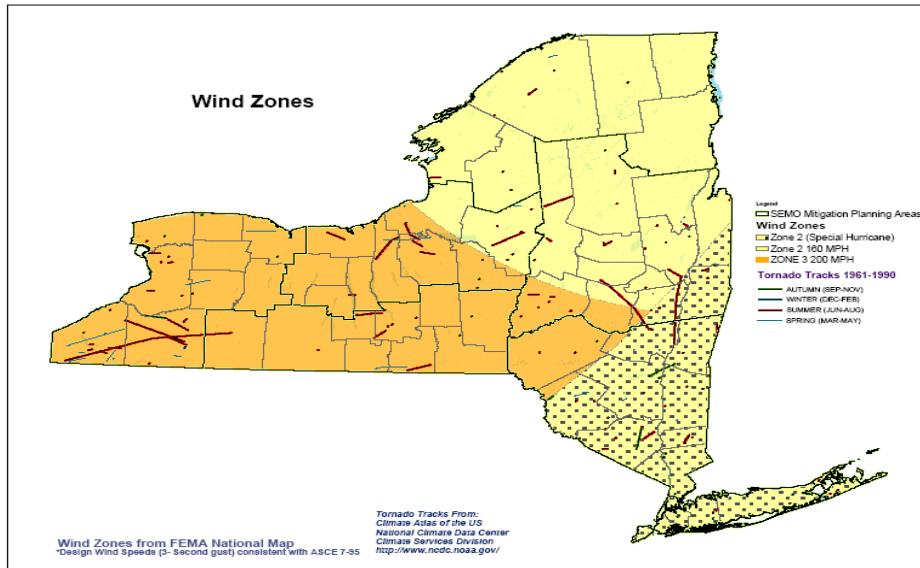 Wind Zones
Legend
SEMO Mitigation Planning Areas
Wind Zones
Zone 2 (Special Hurricane)
Zone 2 160 MPH
ZONE 3 200 MPH
Tornado Tracks 1961-1990
AUTUMN (SEP-NOV)
WINTER (DEC-FEB)
SUMMER (JUN-AUG)
SPRING (MAR-MAY)
Tornado Tracks From:
Climate Atlas of the US
National Climate Data Center
Climate Services Division
http://www.ncdc.noaa.gov/
Wind Zones from FEMA National Map
*Design Wind Speeds (3- Second gust) consistent with ASCE 7-95